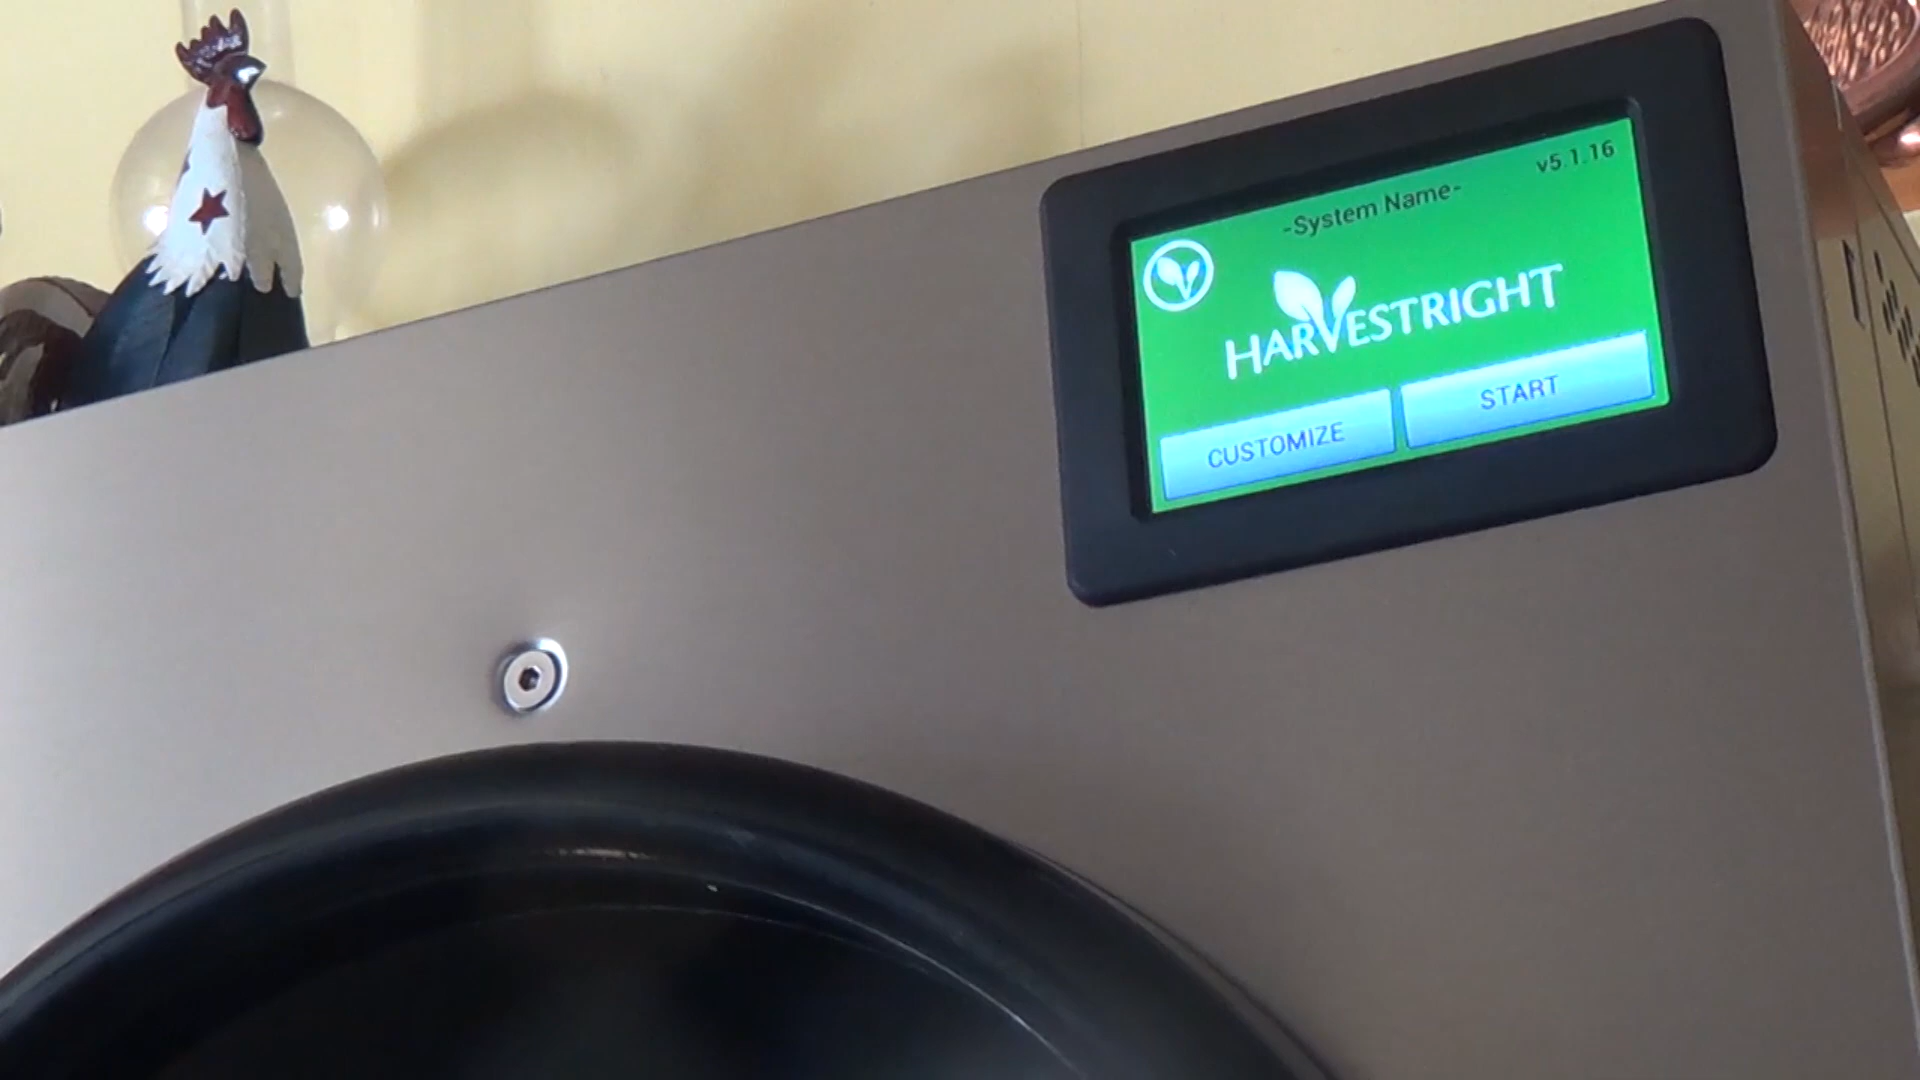 v5.1.16
-System Name-
HARVESTRIGHT
CUSTOMIZE
START